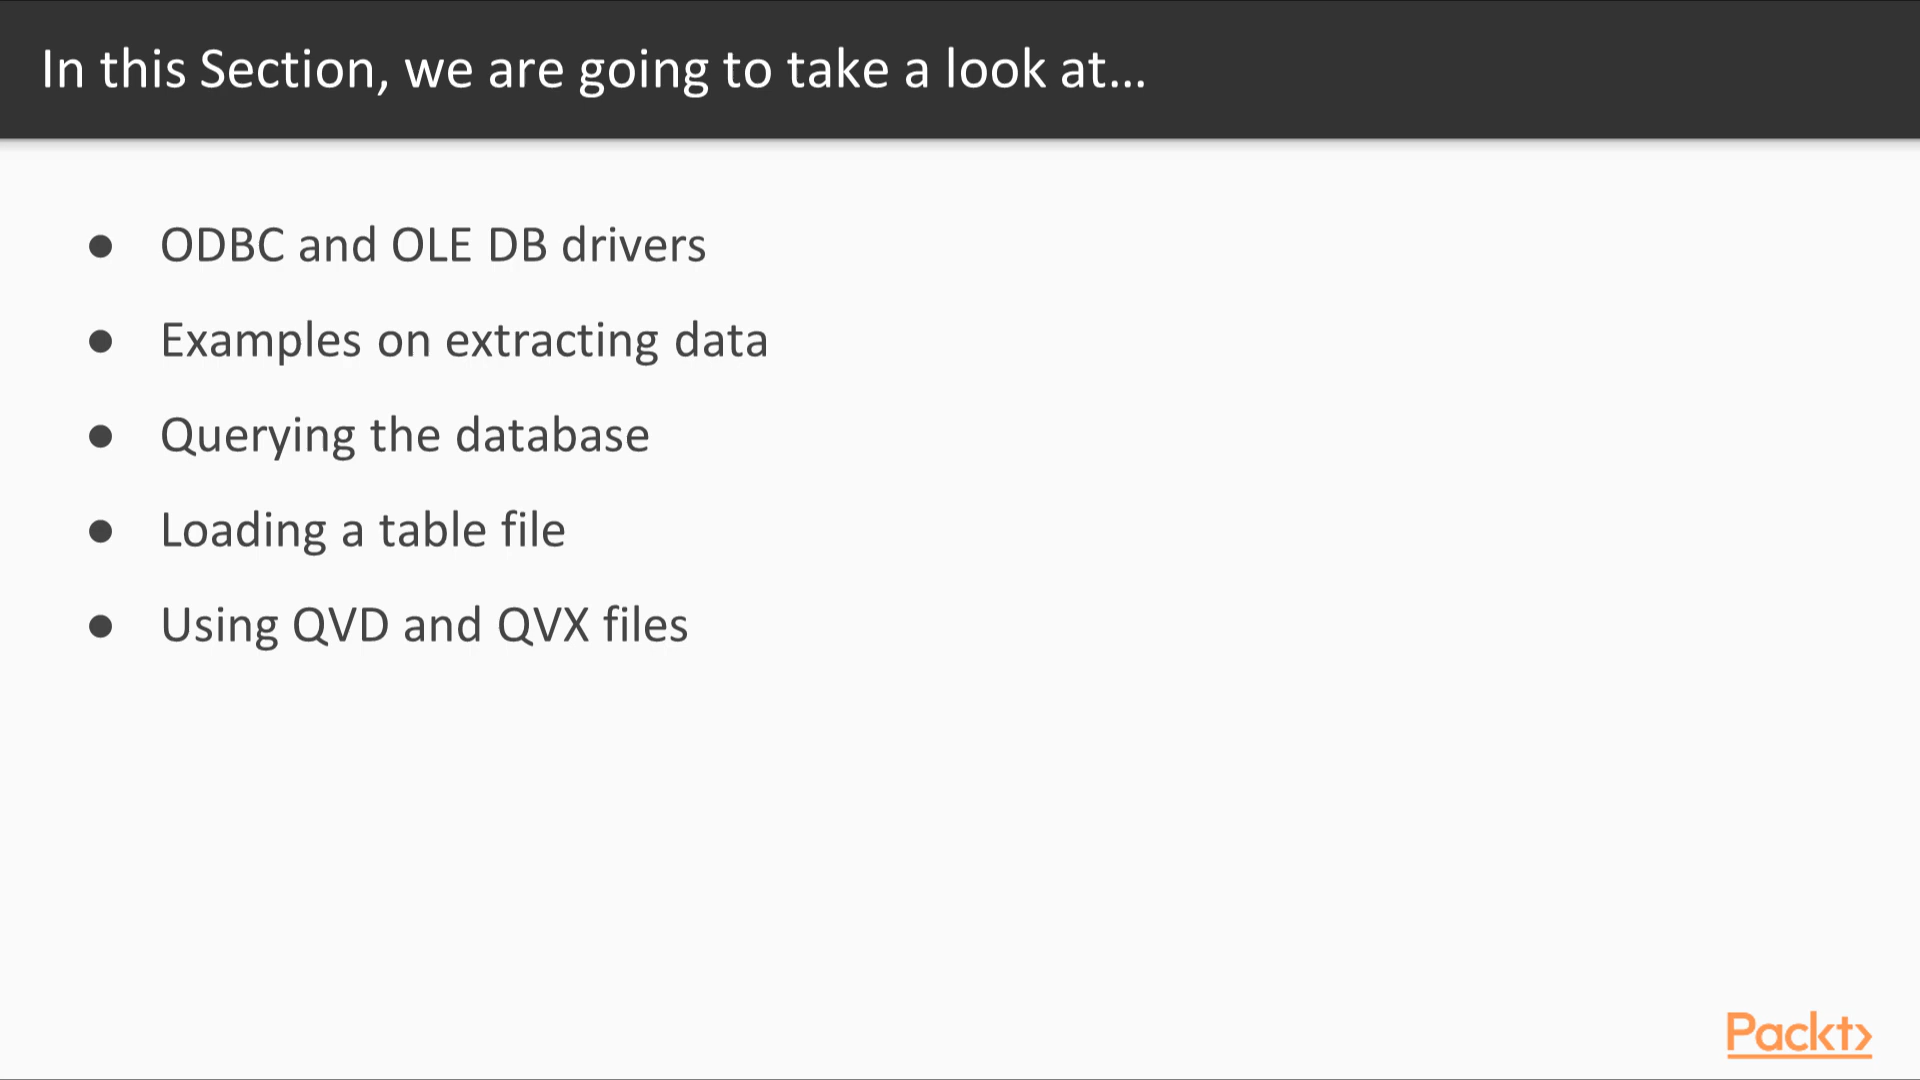 In this Section, we are going to take a look at...
● ODBC and OLE DB drivers
● Examples on extracting data
● Querying the database
● Loading a table file
● Using QVD and QVX files
Packt>